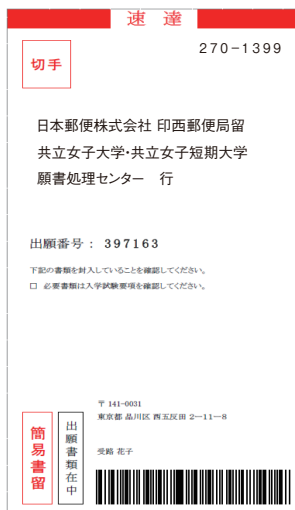 速達
270-1399
切手
日本郵便株式会社 印西郵便局留
共立女子大学・共立女子短期大学
願書処理センター 行
出願番号: 397163
下記の書類を封入していることを確認してください。
□ 必要書類は入学試験要項を確認してください。
〒 141-0031
東京都 品川区 西五反田 2-11-8
受路 花子
簡易書留
出願書類在中